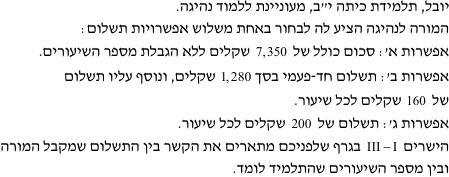 יובל, תלמידת כיתה י״ב, מעוניינת ללמוד נהיגה.
המורה לנהיגה הציע לה לבחור באחת משלוש אפשרויות תשלום:
אפשרות א׳: סכום כולל של 7,350 שקלים ללא הגבלת מספר השיעורים.
אפשרות ב׳: תשלום חד-פעמי בסך 1,280 שקלים, ונוסף עליו תשלום
של 160 שקלים לכל שיעור.
אפשרות ג׳: תשלום של 200 שקלים לכל שיעור.
הישרים I – III בגרף שלפניכם מתארים את הקשר בין התשלום שמקבל המורה
ובין מספר השיעורים שהתלמיד לומד.